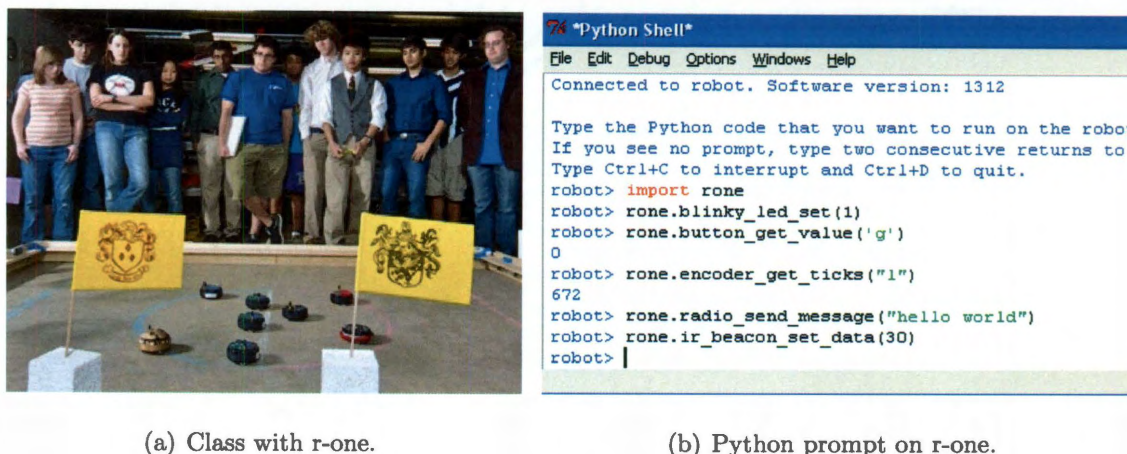 *Python Shell*
File Edit Debug Options Windows Help
Connected to robot. Software version: 1312
Type the Python code that you want to run on the robo
If you see no prompt, type two consecutive returns to
Type Ctrl+C to interrupt and Ctrl+D to quit.
robot> import rone
robot> rone.blinky_led_set(1)
robot> rone.button_get_value('g')
0
robot> rone.encoder_get_ticks("l")
672
robot> rone.radio_send_message("hello world")
robot> rone.ir_beacon_set_data(30)
robot>
(a) Class with r-one.
(b) Python prompt on r-one.